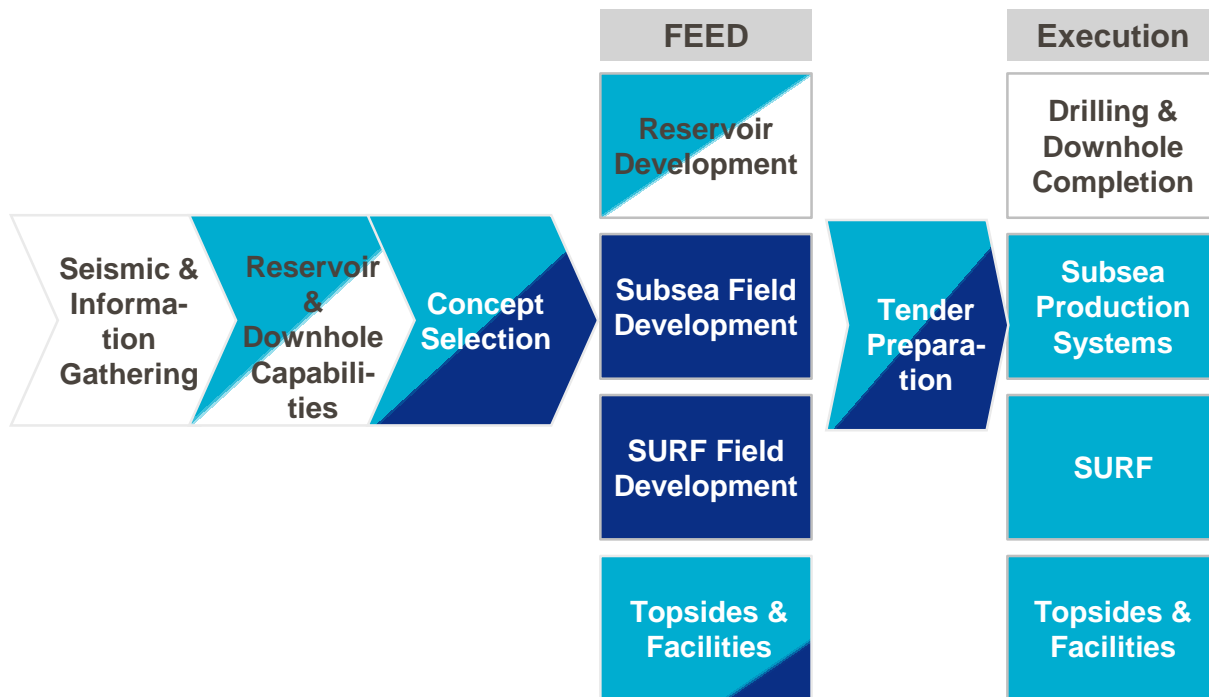 Seismic &
Informa-
tion
Gathering
Reservoir
&
Downhole
Capabili-
ties
Concept
Selection
FEED
Reservoir
Development
Subsea Field
Development
SURF Field
Development
Topsides &
Facilities
Tender
Prepara-
tion
Execution
Drilling &
Downhole
Completion
Subsea
Production
Systems
SURF
Topsides &
Facilities